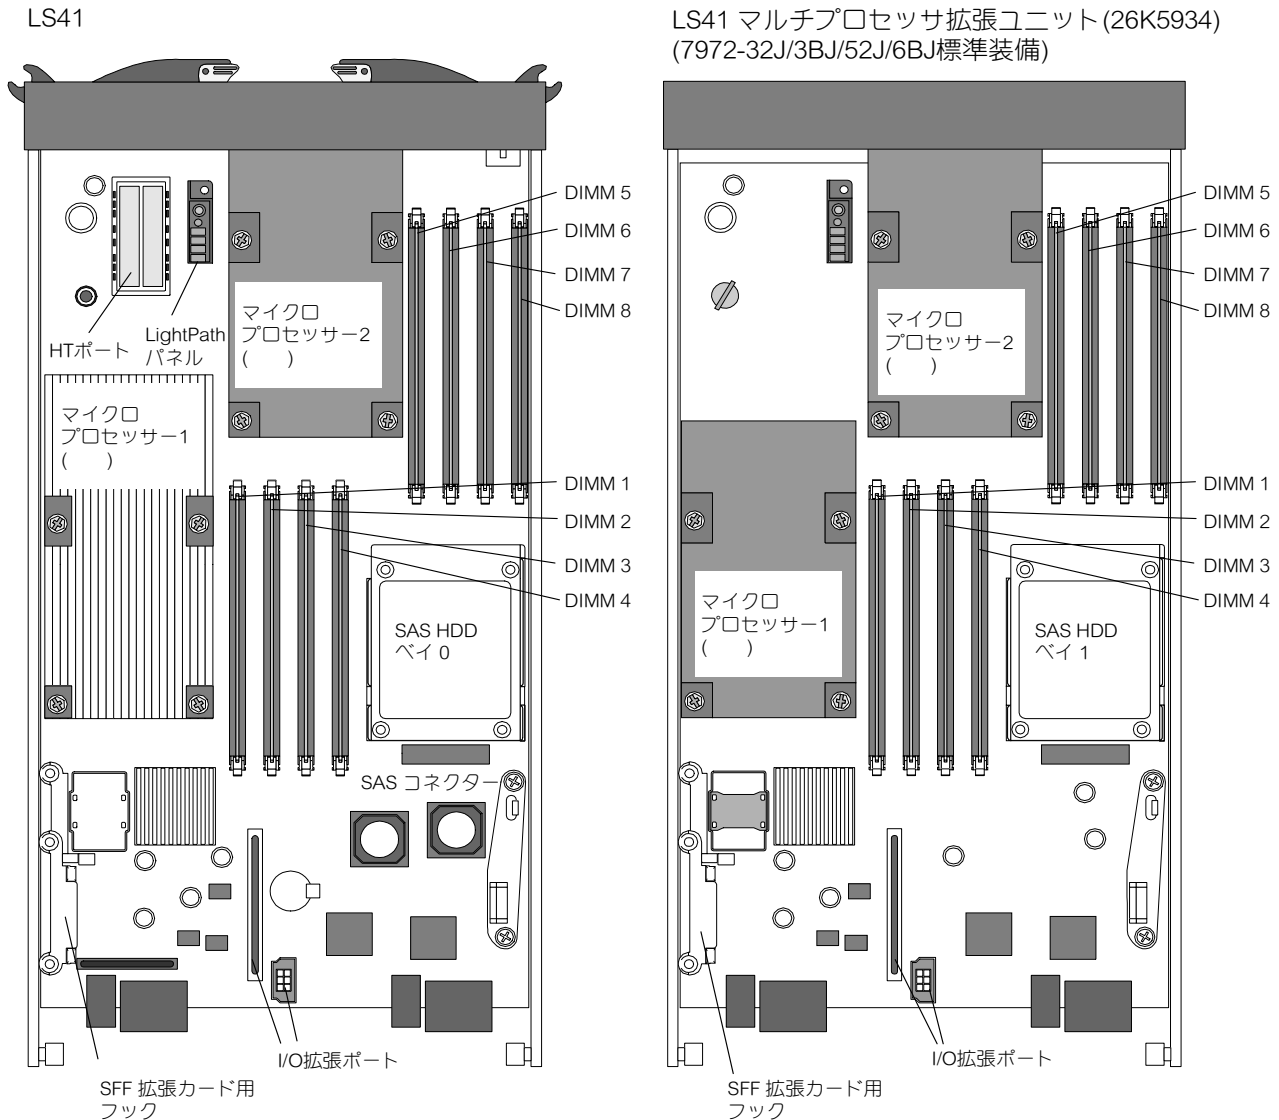 LS41
HTポート
LightPath
パネル
マイクロ
プロセッサー2
(　　)
マイクロ
プロセッサー1
(　　)
DIMM 5
DIMM 6
DIMM 7
DIMM 8
DIMM 1
DIMM 2
DIMM 3
DIMM 4
SAS HDD
ベイ 0
SAS コネクター
I/O拡張ポート
SFF 拡張カード用
フック
LS41 マルチプロセッサ拡張ユニット(26K5934)
(7972-32J/3BJ/52J/6BJ標準装備)
マイクロ
プロセッサー2
(　　)
マイクロ
プロセッサー1
(　　)
DIMM 5
DIMM 6
DIMM 7
DIMM 8
DIMM 1
DIMM 2
DIMM 3
DIMM 4
SAS HDD
ベイ 1
I/O拡張ポート
SFF 拡張カード用
フック